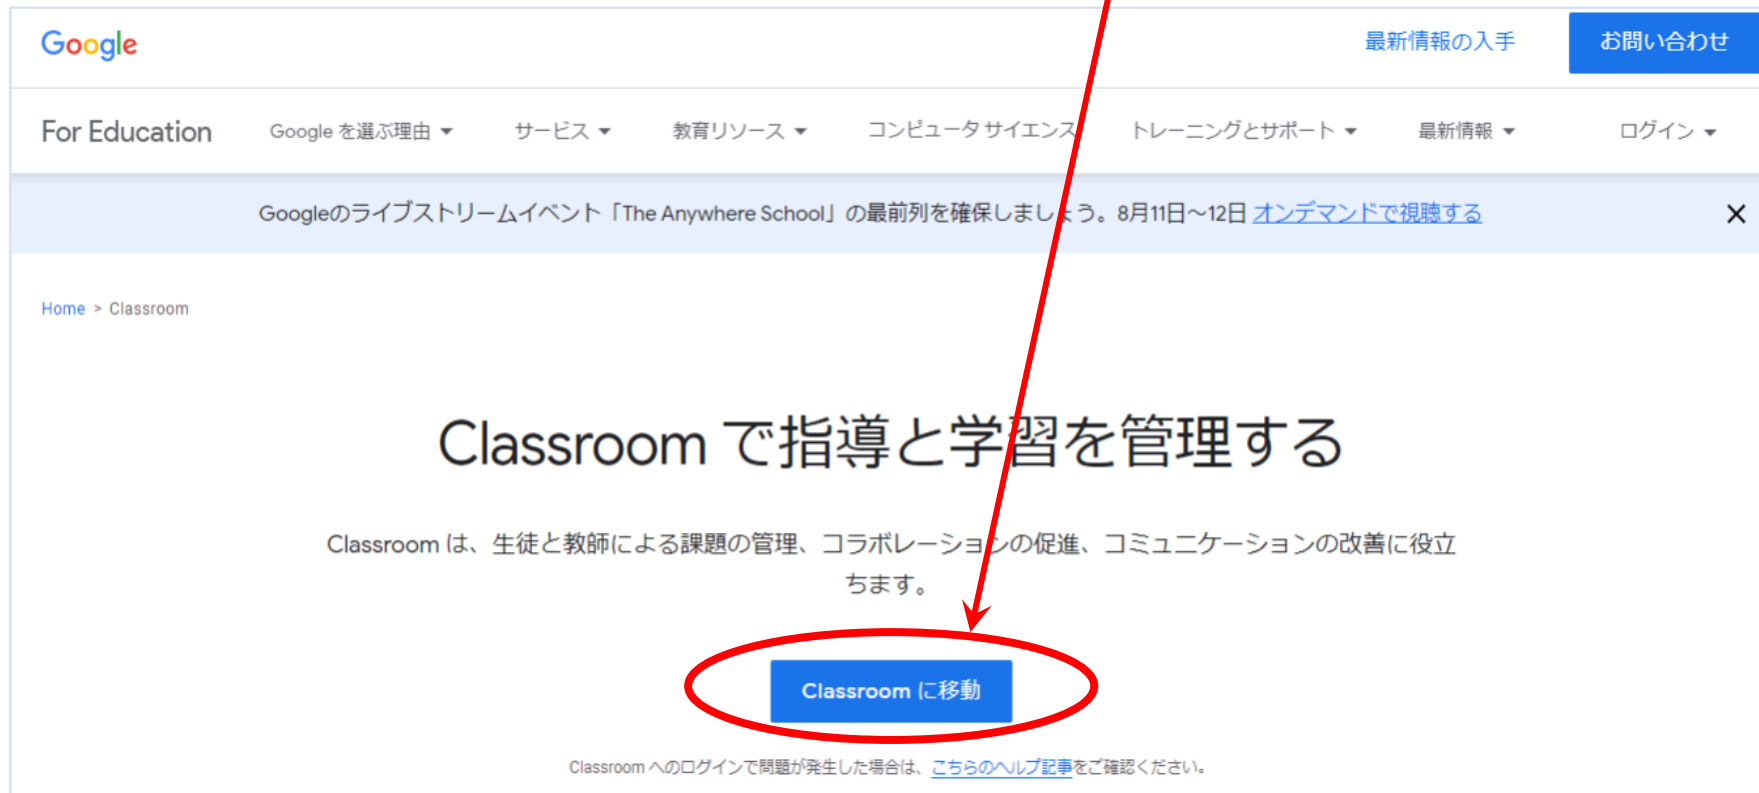 Google
最新情報の入手
お問い合わせ
For Education
Google を選ぶ理由
サービス
教育リソース
コンピュータ サイエンス
トレーニングとサポート
最新情報
ログイン
Googleのライブストリームイベント「The Anywhere School」の最前列を確保しましょう。8月11日～12日 オンデマンドで視聴する
Home > Classroom
Classroom で指導と学習を管理する
Classroom は、生徒と教師による課題の管理、コラボレーションの促進、コミュニケーションの改善に役立
ちます。
Classroom に移動
Classroom へのログインで問題が発生した場合は、こちらのヘルプ記事をご確認ください。